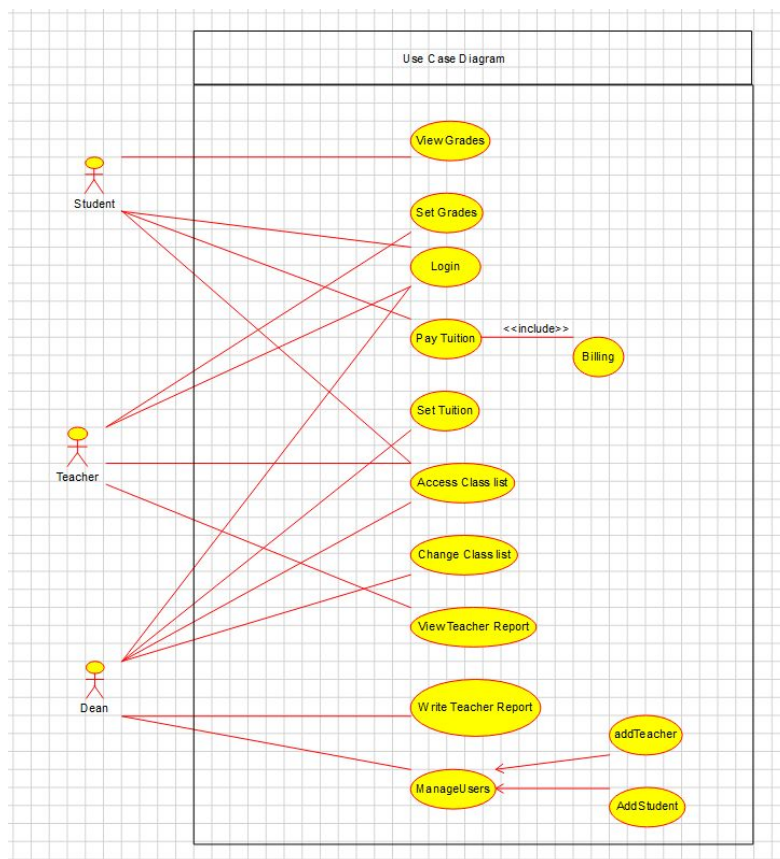 Use Case Diagram
View Grades
Student
Set Grades
Login
<<include>>
Pay Tuition
Billing
Set Tuition
Teacher
Access Class list
Change Class list
View Teacher Report
Dean
Write Teacher Report
addTeacher
ManageUsers
AddStudent